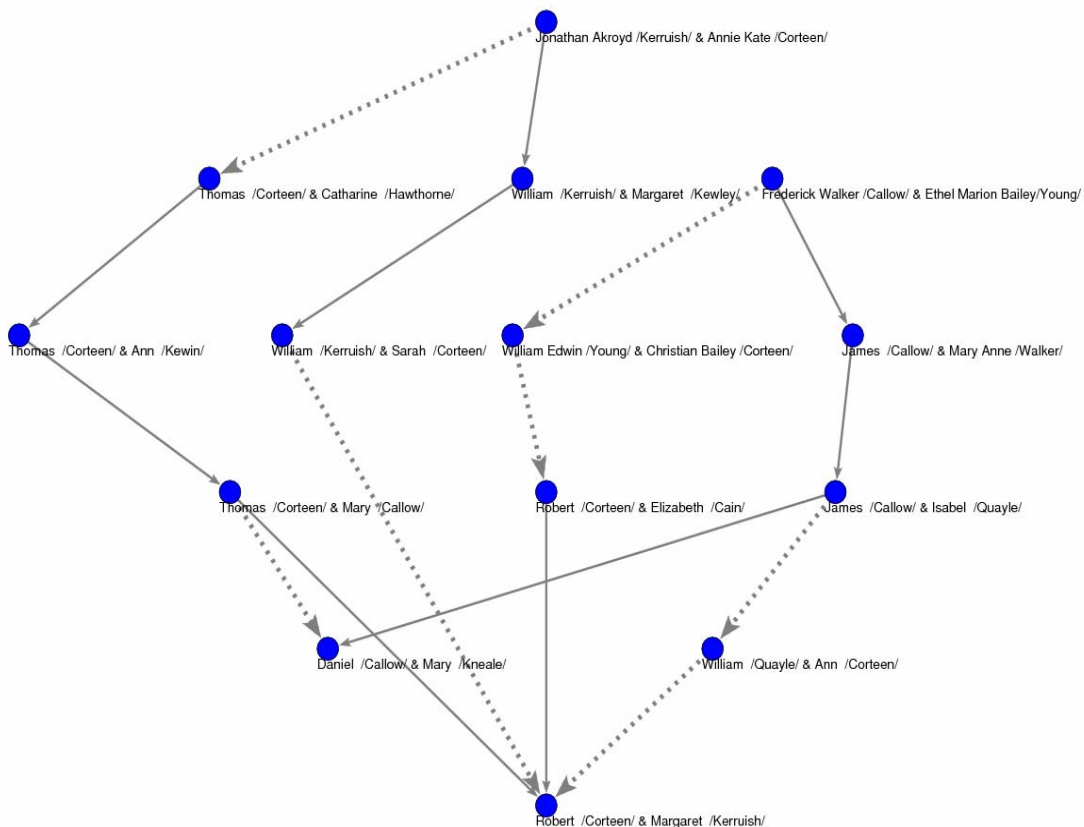 Jonathan Akroyd /Kerruish/ & Annie Kate /Corteen/
Thomas /Corteen/ & Catharine /Hawthorne/
William /Kerruish/ & Margaret /Kewley/
Frederick Walker /Callow/ & Ethel Marion Bailey/Young/
Thomas /Corteen/ & Ann /Kewin/
William /Kerruish/ & Sarah /Corteen/
William Edwin /Young/ & Christian Bailey /Corteen/
James /Callow/ & Mary Anne /Walker/
Thomas /Corteen/ & Mary /Callow/
Robert /Corteen/ & Elizabeth /Cain/
James /Callow/ & Isabel /Quayle/
Daniel /Callow/ & Mary /Kneale/
William /Quayle/ & Ann /Corteen/
Robert /Corteen/ & Margaret /Kerruish/